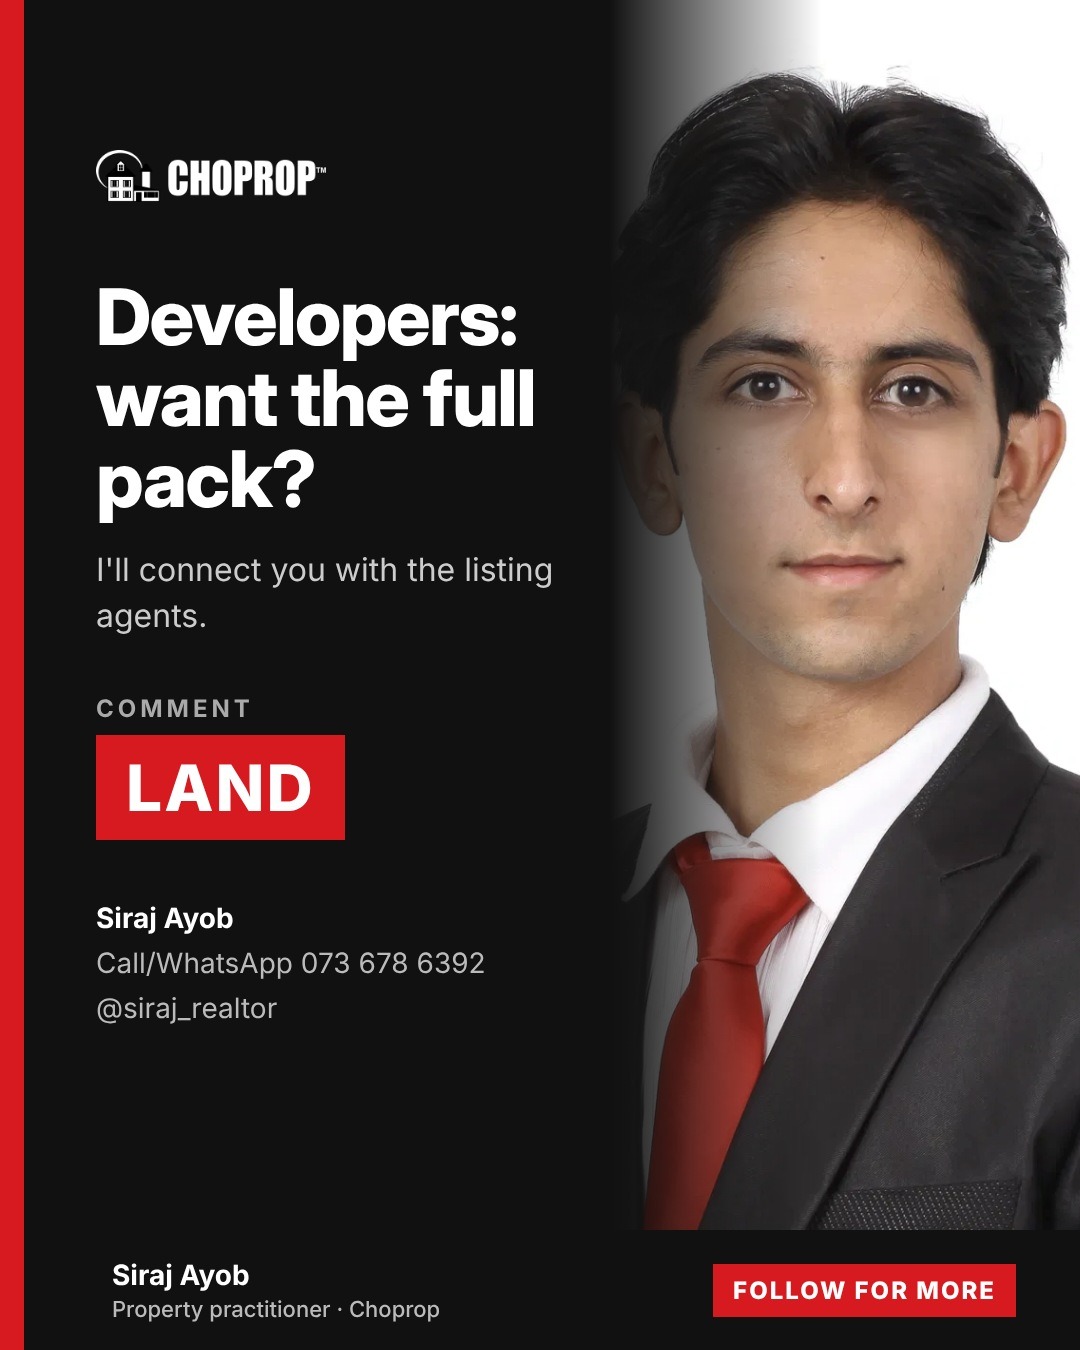 CHOPROP™
Developers:
want the full
pack?
I'll connect you with the listing
agents.
COMMENT
LAND
Siraj Ayob
Call/WhatsApp 073 678 6392
@siraj_realtor
Siraj Ayob
Property practitioner · Choprop
FOLLOW FOR MORE